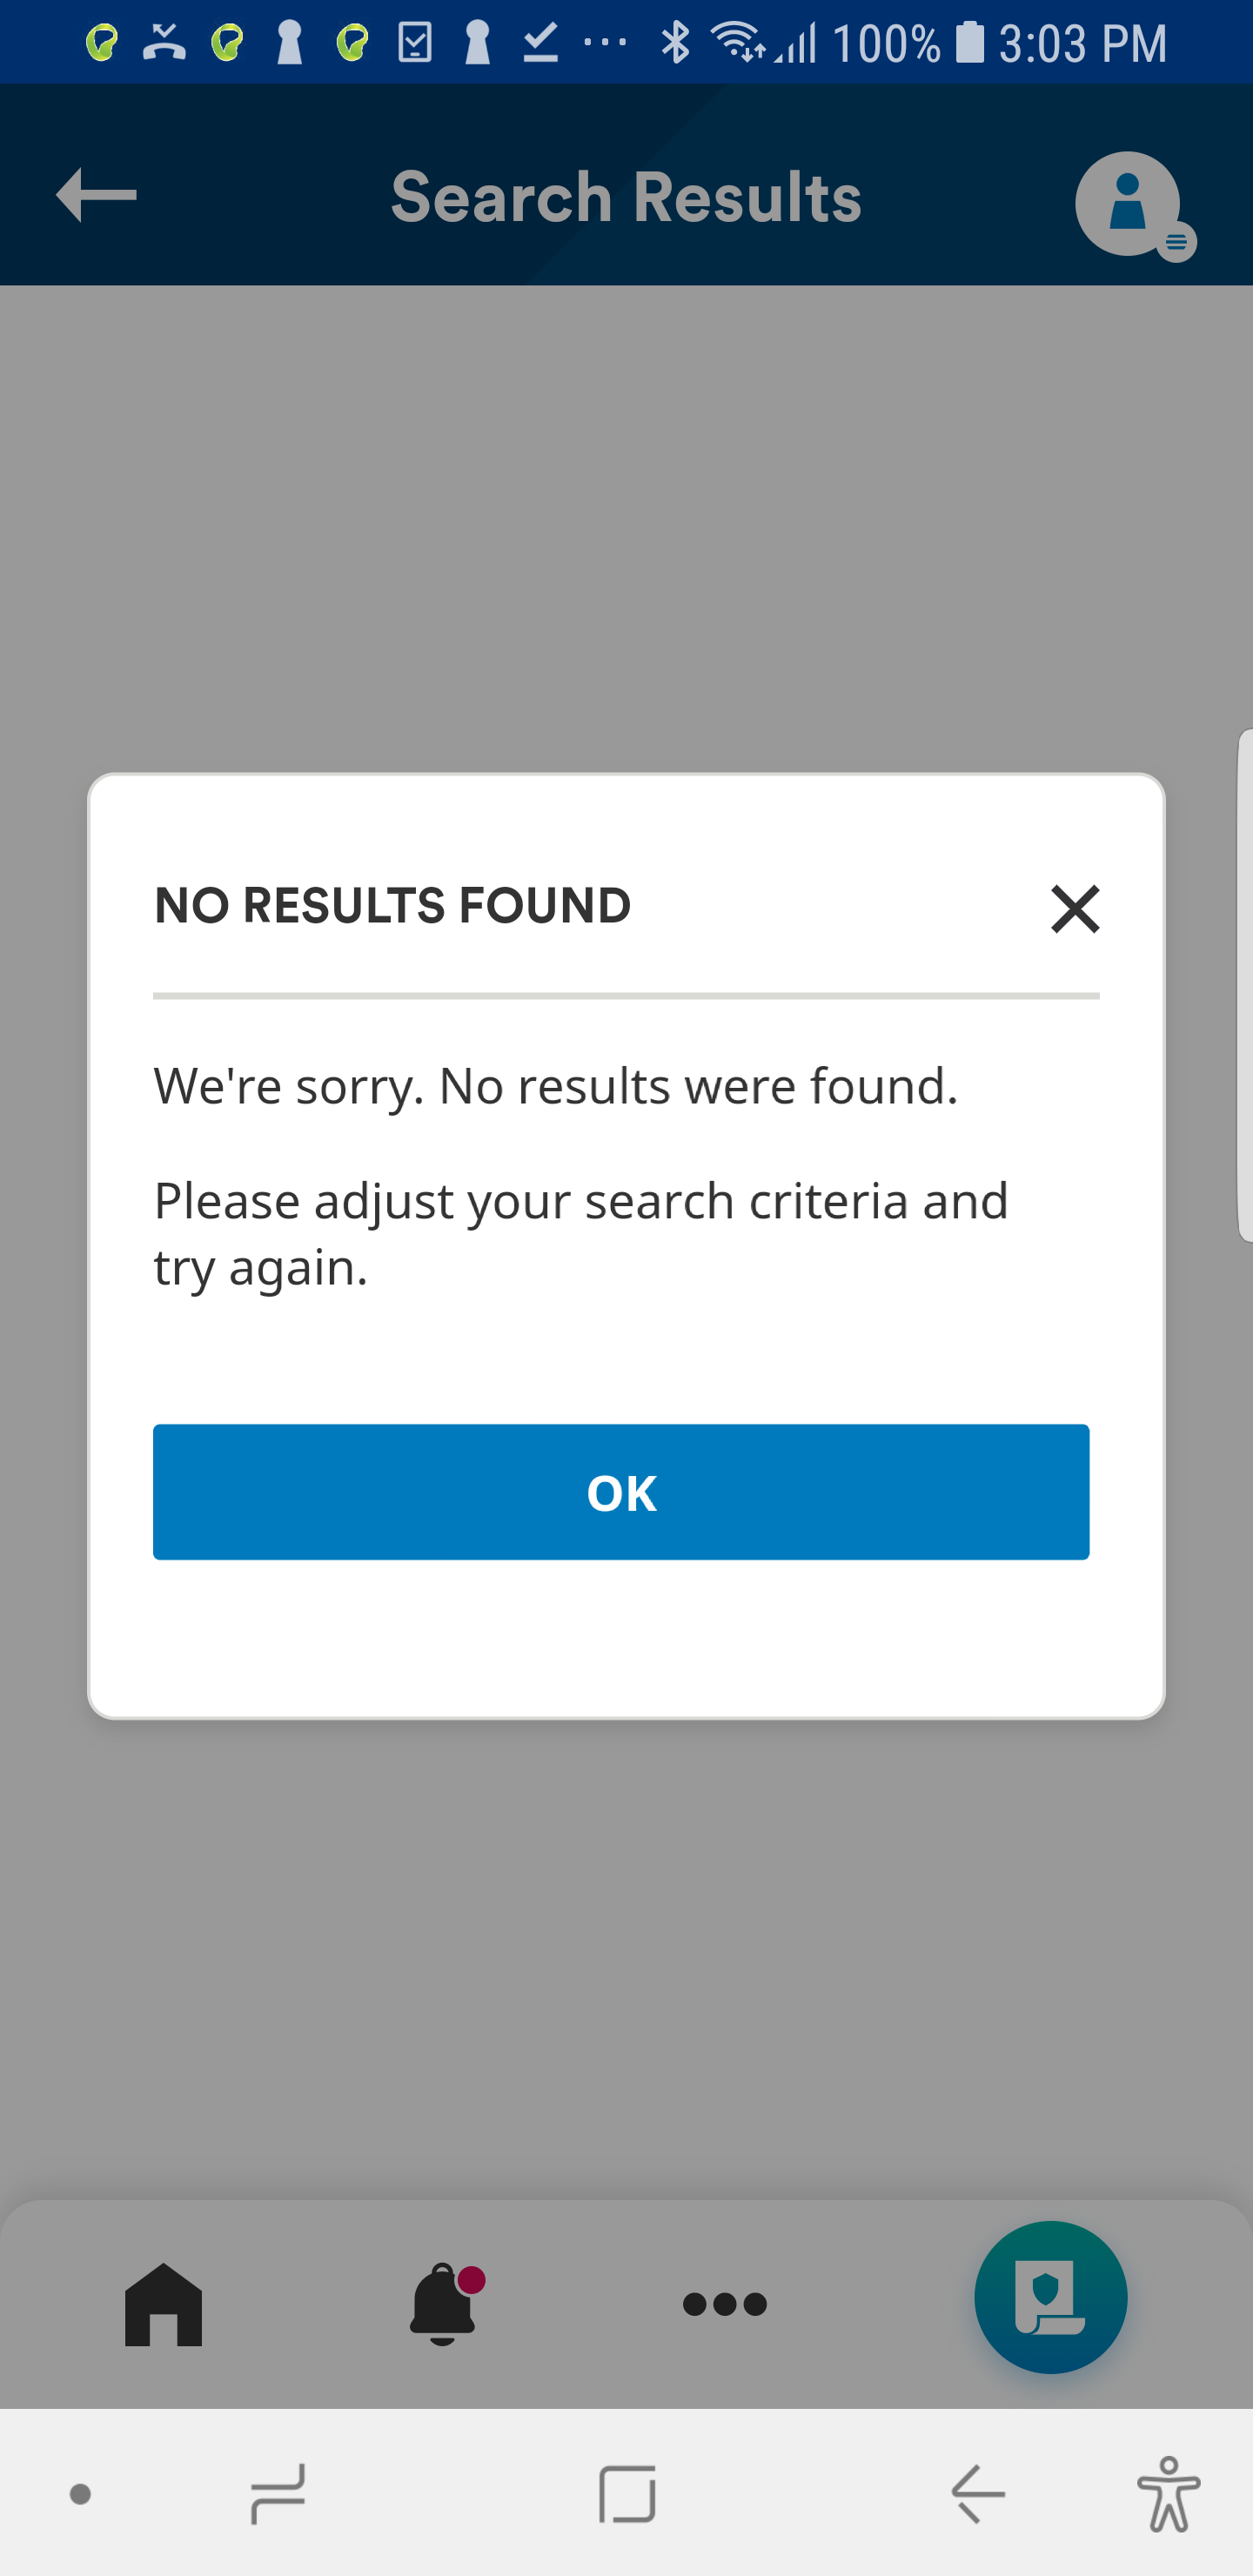 100% 3:03 PM
Search Results
NO RESULTS FOUND
We're sorry. No results were found.
Please adjust your search criteria and
try again.
OK